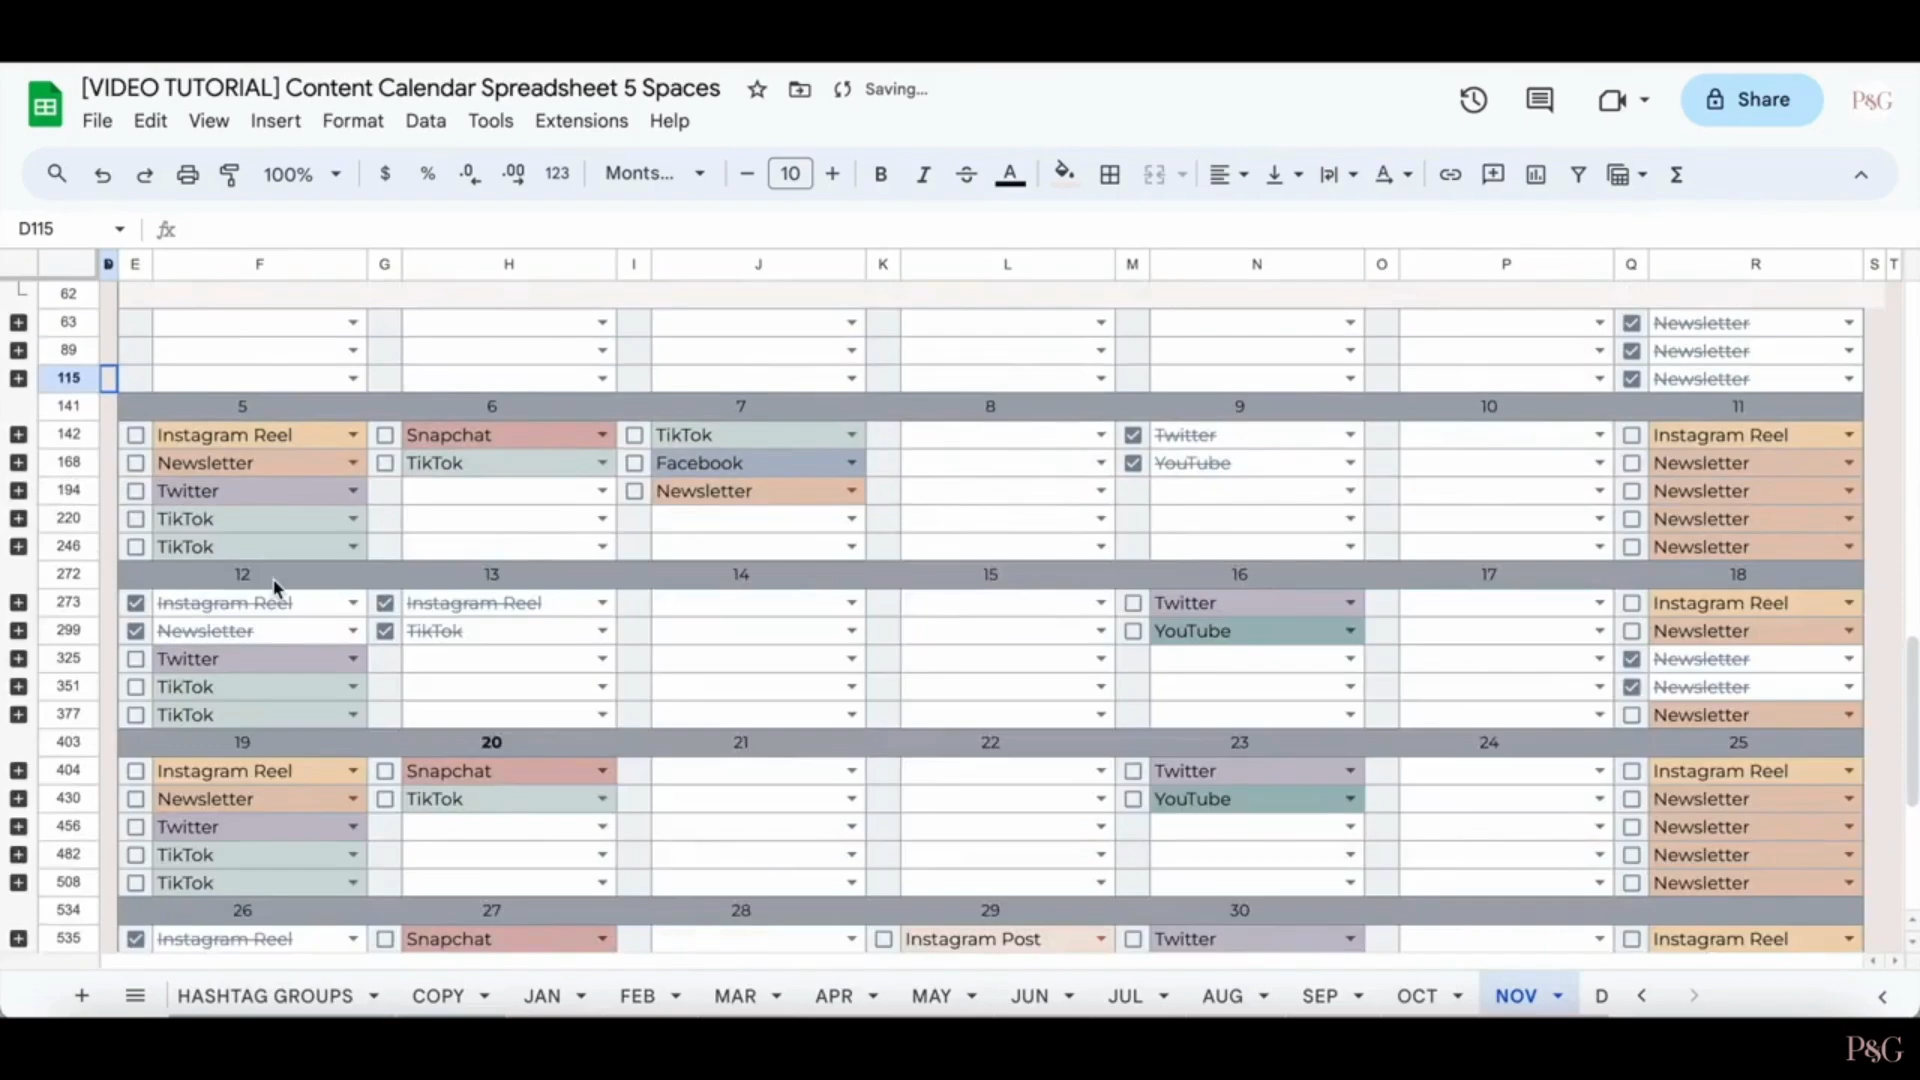 [VIDEO TUTORIAL] Content Calendar Spreadsheet 5 Spaces Saving...
Share P&G
File Edit View Insert Format Data Tools Extensions Help
100% $ % .0 .00 123 Monts... − 10 + B I S A Σ
D115 fx
D E F G H I J K L M N O P Q R S T
62
63 Newsletter
89 Newsletter
115 Newsletter
141 5 6 7 8 9 10 11
142 Instagram Reel Snapchat TikTok Twitter Instagram Reel
168 Newsletter TikTok Facebook YouTube Newsletter
194 Twitter Newsletter Newsletter
220 TikTok Newsletter
246 TikTok Newsletter
272 12 13 14 15 16 17 18
273 Instagram Reel Instagram Reel Twitter Instagram Reel
299 Newsletter TikTok YouTube Newsletter
325 Twitter Newsletter
351 TikTok Newsletter
377 TikTok Newsletter
403 19 20 21 22 23 24 25
404 Instagram Reel Snapchat Twitter Instagram Reel
430 Newsletter TikTok YouTube Newsletter
456 Twitter Newsletter
482 TikTok Newsletter
508 TikTok Newsletter
534 26 27 28 29 30
535 Instagram Reel Snapchat Instagram Post Twitter Instagram Reel
+ HASHTAG GROUPS COPY JAN FEB MAR APR MAY JUN JUL AUG SEP OCT NOV D
P&G